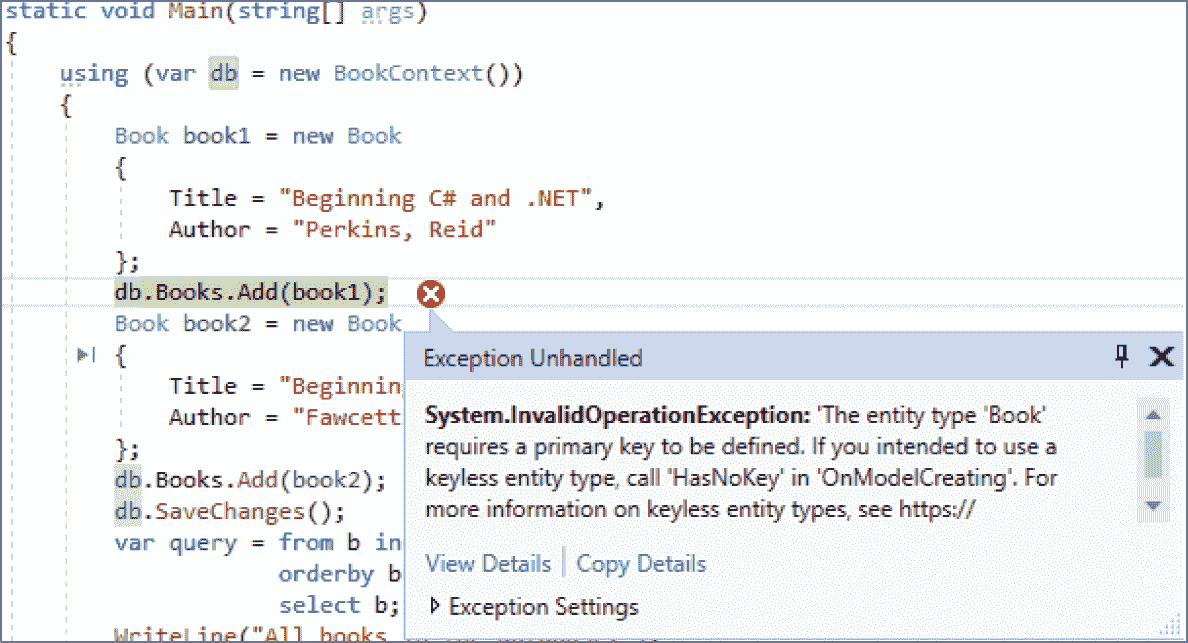 static void Main(string[] args)
{
using (var db = new BookContext())
{
Book book1 = new Book
{
Title = "Beginning C# and .NET",
Author = "Perkins, Reid"
};
db.Books.Add(book1);
Book book2 = new Book
{
Title = "Beginning
Author = "Fawcett
};
db.Books.Add(book2);
db.SaveChanges();
var query = from b in
orderby b
select b;
WriteLine("All books
Exception Unhandled
System.InvalidOperationException: 'The entity type 'Book'
requires a primary key to be defined. If you intended to use a
keyless entity type, call 'HasNoKey' in 'OnModelCreating'. For
more information on keyless entity types, see https://
View Details | Copy Details
Exception Settings